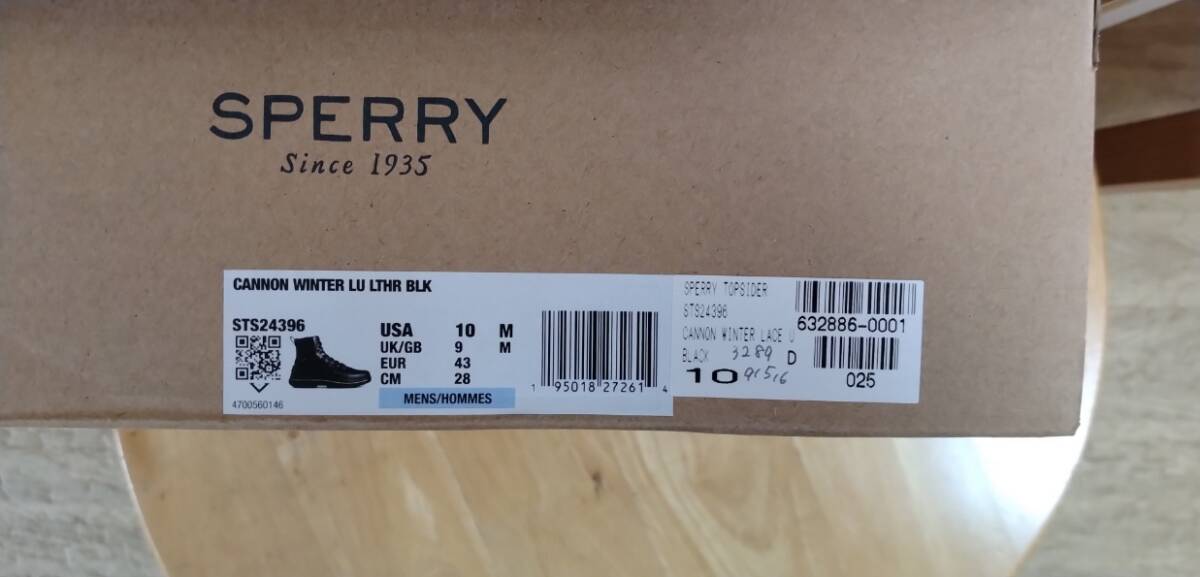 SPERRY
Since 1935
CANNON WINTER LU LTHR BLK
STS24396
USA 10 M
UK/GB 9 M
EUR 43
CM 28
MENS/HOMMES
4700560146
1 95018 27261 4
SPERRY TOPSIDER
STS24396
632886-0001
CANNON WINTER LACE U
BLACK 3289 D
10
025